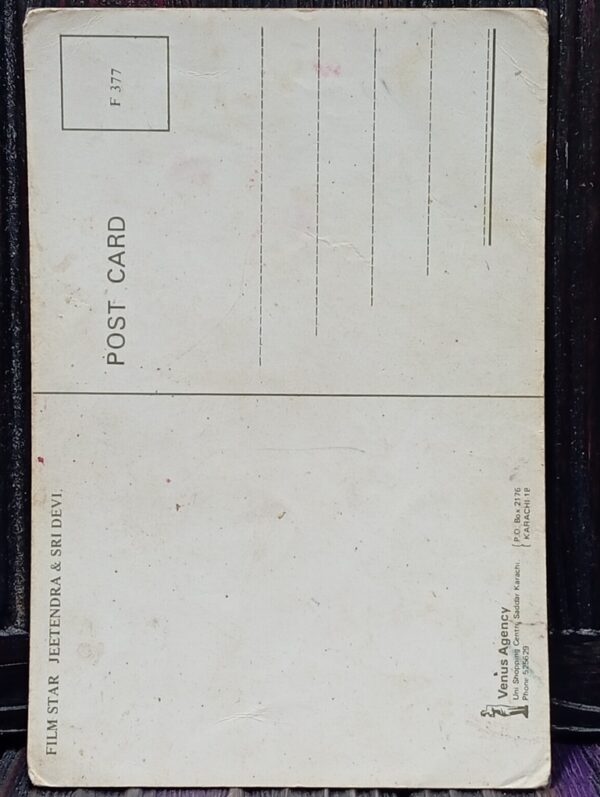 FILM STAR JEETENDRA & SRI DEVI.
POST CARD
F 377
Venus Agency
Uni Shopping Centre Saddar Karachi.
Phone 525629
P.O. Box 2176
KARACHI 18